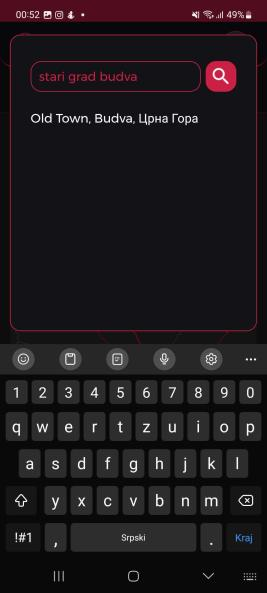 00:52 49%
stari grad budva
Old Town, Budva, Црна Гора
1 2 3 4 5 6 7 8 9 0
q w e r t z u i o p
a s d f g h j k l
y x c v b n m
!#1 , Srpski . Kraj